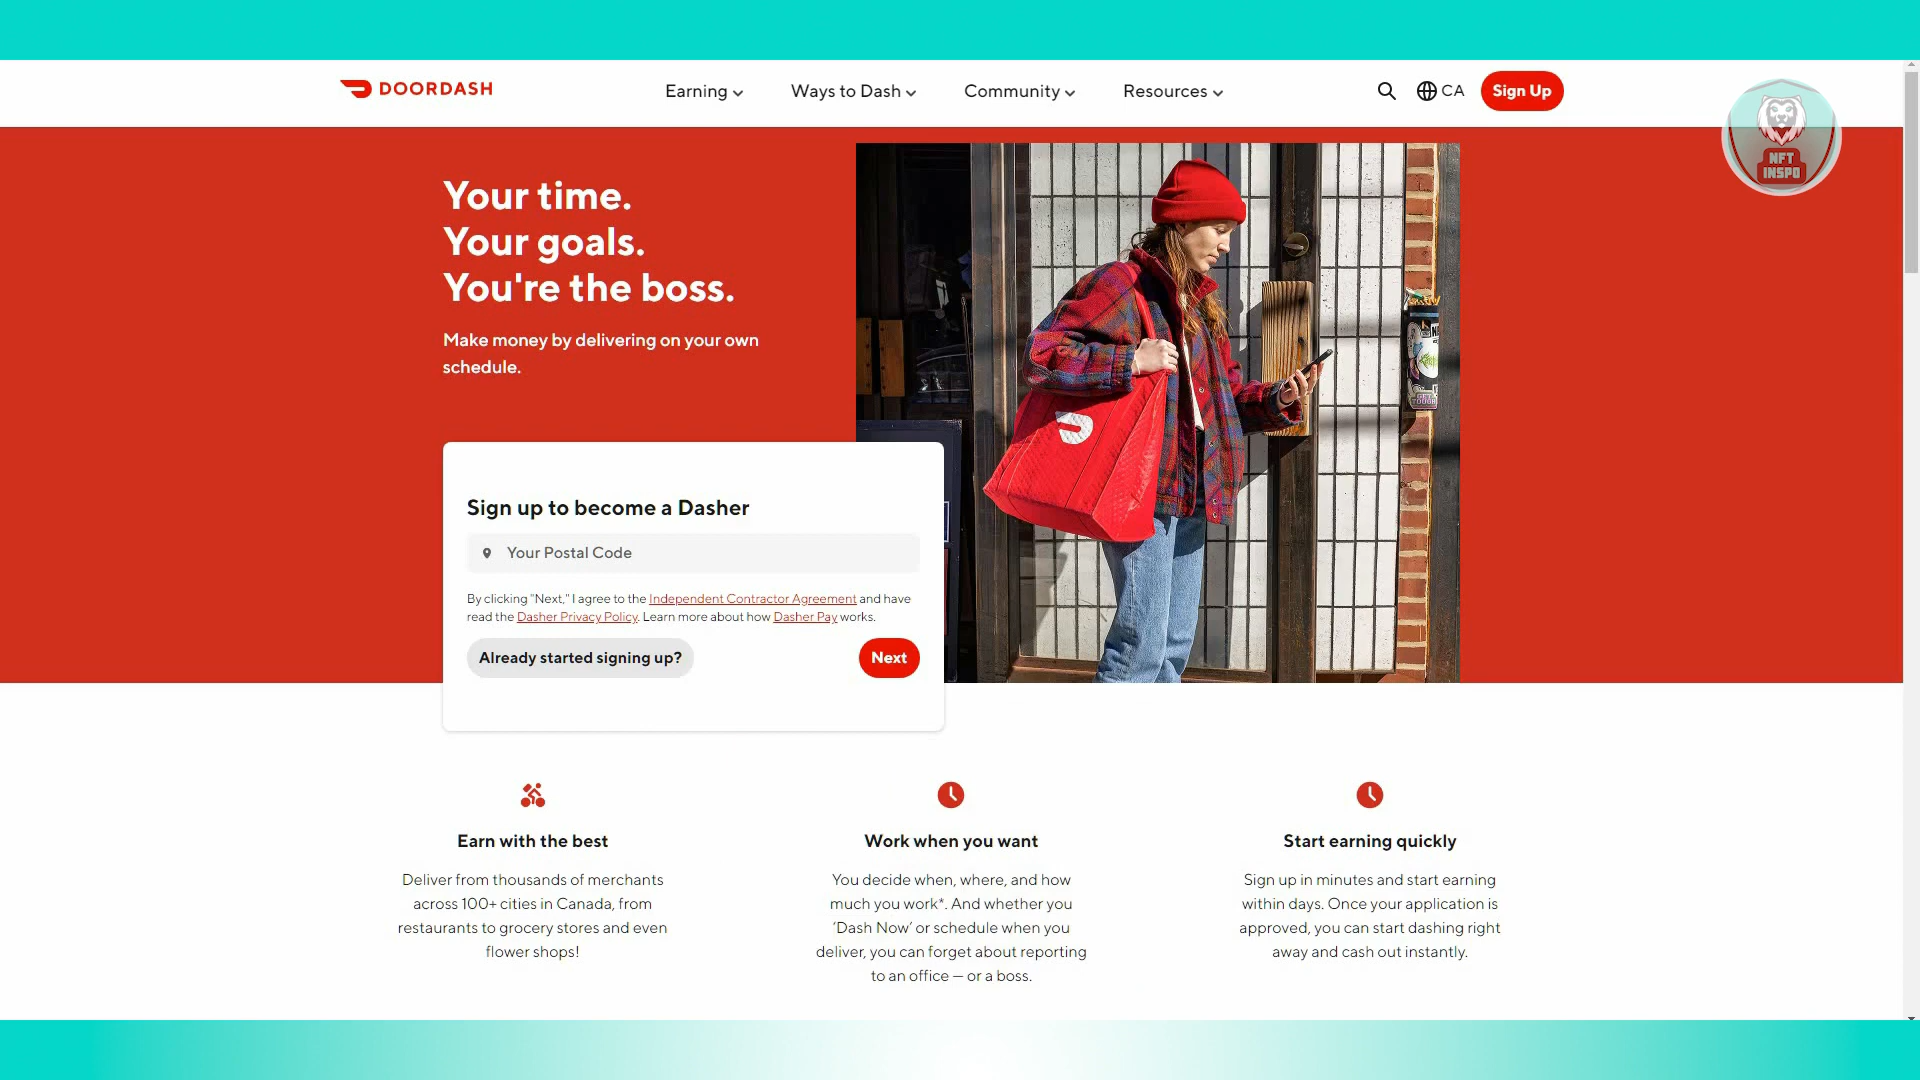 DOORDASH
Earning
Ways to Dash
Community
Resources
CA
Sign Up
NFT
INSPO
Your time.
Your goals.
You're the boss.
Make money by delivering on your own
schedule.
Sign up to become a Dasher
Your Postal Code
By clicking "Next," I agree to the Independent Contractor Agreement and have
read the Dasher Privacy Policy. Learn more about how Dasher Pay works.
Already started signing up?
Next
Earn with the best
Deliver from thousands of merchants
across 100+ cities in Canada, from
restaurants to grocery stores and even
flower shops!
Work when you want
You decide when, where, and how
much you work*. And whether you
‘Dash Now’ or schedule when you
deliver, you can forget about reporting
to an office — or a boss.
Start earning quickly
Sign up in minutes and start earning
within days. Once your application is
approved, you can start dashing right
away and cash out instantly.